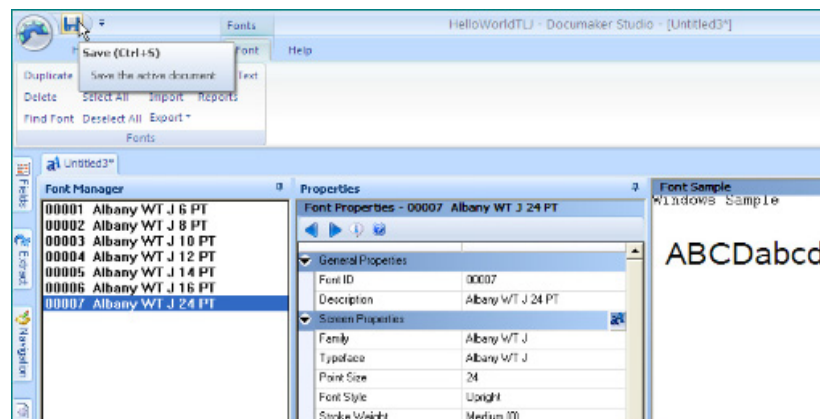 Fonts
HelloWorldTLJ - Documaker Studio - [Untitled3*]
Save (Ctrl+S)
Save the active document
Font
Help
Duplicate
Text
Delete Select All Import Reports
Find Font Deselect All Export
Fonts
Untitled3*
Fields
Extract
Navigation
Font Manager
00001 Albany WT J 6 PT
00002 Albany WT J 8 PT
00003 Albany WT J 10 PT
00004 Albany WT J 12 PT
00005 Albany WT J 14 PT
00006 Albany WT J 16 PT
00007 Albany WT J 24 PT
Properties
Font Properties - 00007 Albany WT J 24 PT
General Properties
Font ID 00007
Description Albany WT J 24 PT
Screen Properties
Family Albany WT J
Typeface Albany WT J
Point Size 24
Font Style Upright
Stroke Weight Medium (0)
Font Sample
Windows Sample
ABCDabcd